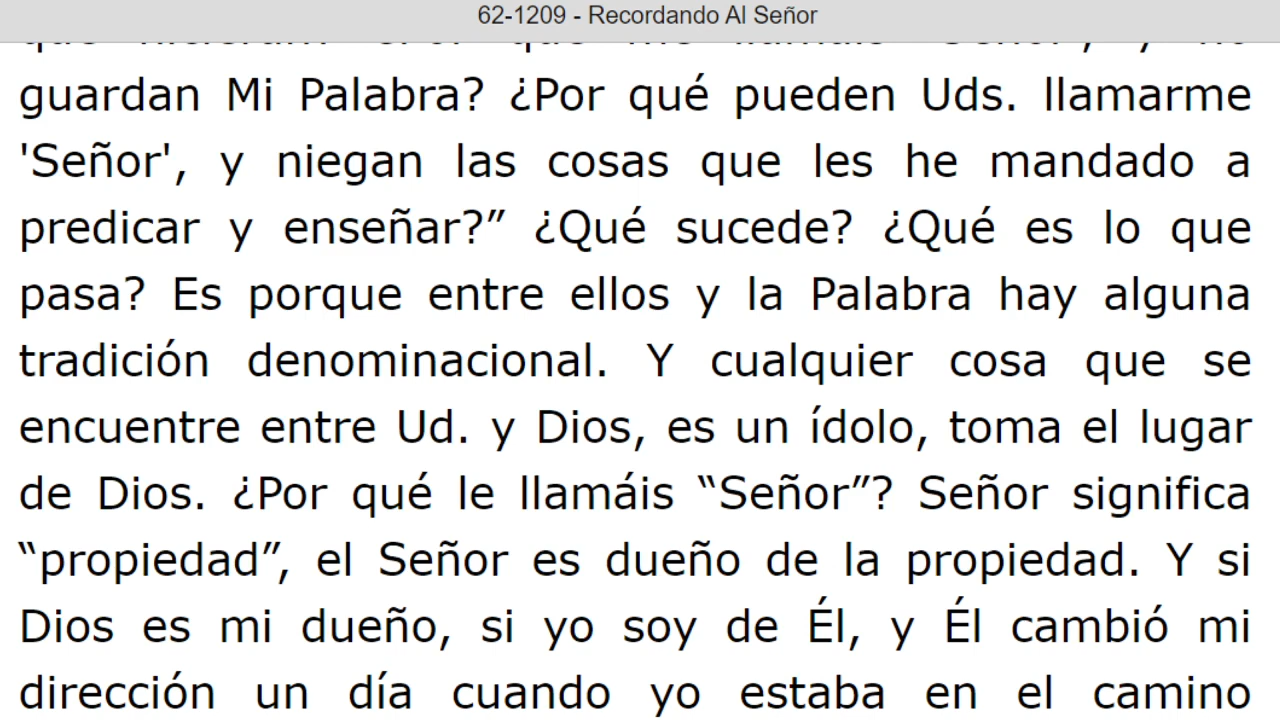 62-1209 - Recordando Al Señor
guardan Mi Palabra? ¿Por qué pueden Uds. llamarme
'Señor', y niegan las cosas que les he mandado a
predicar y enseñar?” ¿Qué sucede? ¿Qué es lo que
pasa? Es porque entre ellos y la Palabra hay alguna
tradición denominacional. Y cualquier cosa que se
encuentre entre Ud. y Dios, es un ídolo, toma el lugar
de Dios. ¿Por qué le llamáis “Señor”? Señor significa
“propiedad”, el Señor es dueño de la propiedad. Y si
Dios es mi dueño, si yo soy de Él, y Él cambió mi
dirección un día cuando yo estaba en el camino